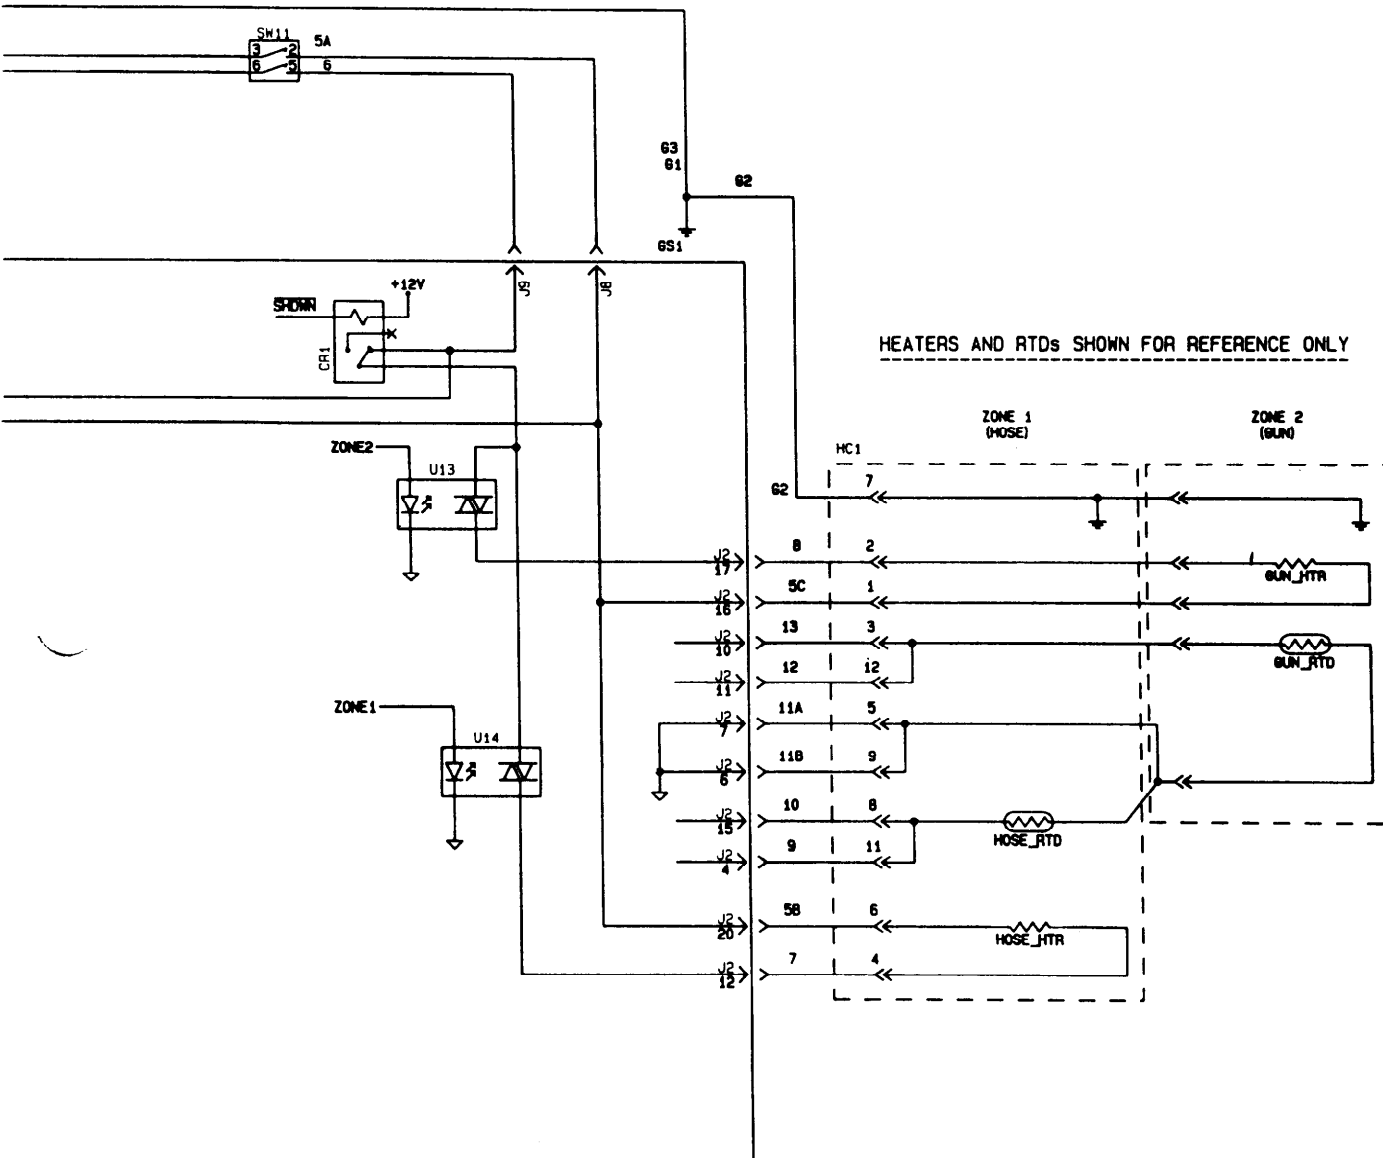 SW11
3 2 5A
6 5 6
G3
G1
G2
GS1
+12V
SHDWN
J9
J8
CR1
HEATERS AND RTDs SHOWN FOR REFERENCE ONLY
ZONE 1
(HOSE)
ZONE 2
(GUN)
HC1
ZONE2
U13
G2
7
J2
17
8
2
GUN_HTR
J2
16
5C
1
J2
10
13
3
GUN_RTD
J2
11
12
12
ZONE1
U14
J2
7
11A
5
J2
6
11B
9
J2
15
10
8
HOSE_RTD
J2
4
9
11
J2
20
5B
6
HOSE_HTR
J2
12
7
4